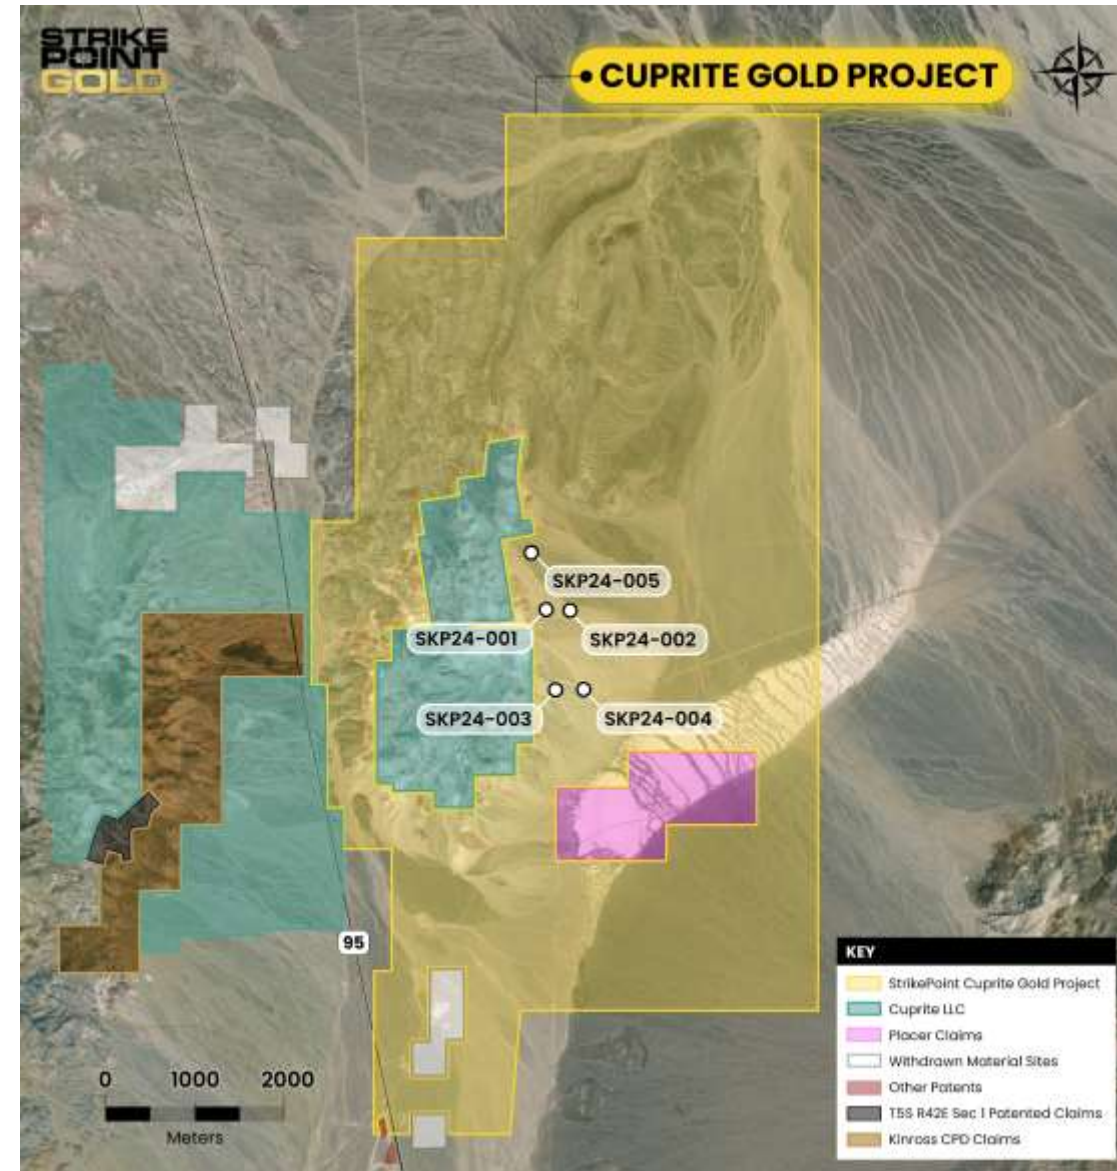 STRIKE
POINT
GOLD
• CUPRITE GOLD PROJECT
SKP24-005
SKP24-001
SKP24-002
SKP24-003
SKP24-004
95
0 1000 2000
Meters
KEY
StrikePoint Cuprite Gold Project
Cuprite LLC
Placer Claims
Withdrawn Material Sites
Other Patents
T5S R42E Sec 1 Patented Claims
Kinross CPD Claims